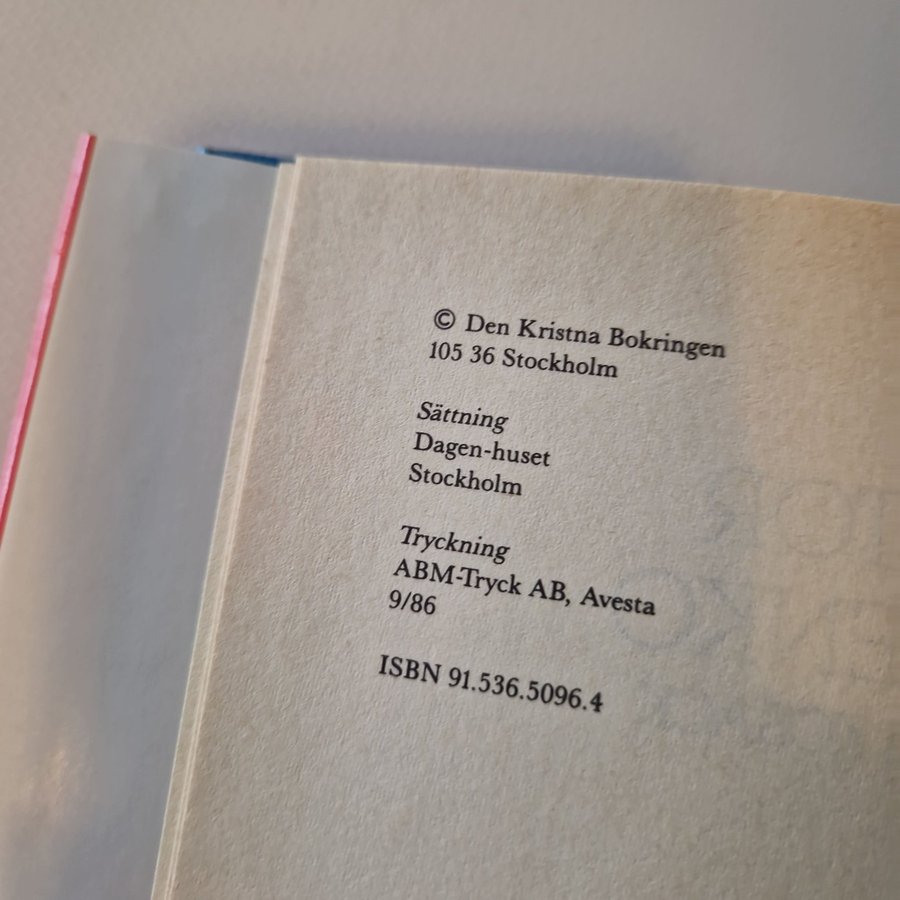 © Den Kristna Bokringen
105 36 Stockholm
Sättning
Dagen-huset
Stockholm
Tryckning
ABM-Tryck AB, Avesta
9/86
ISBN 91.536.5096.4